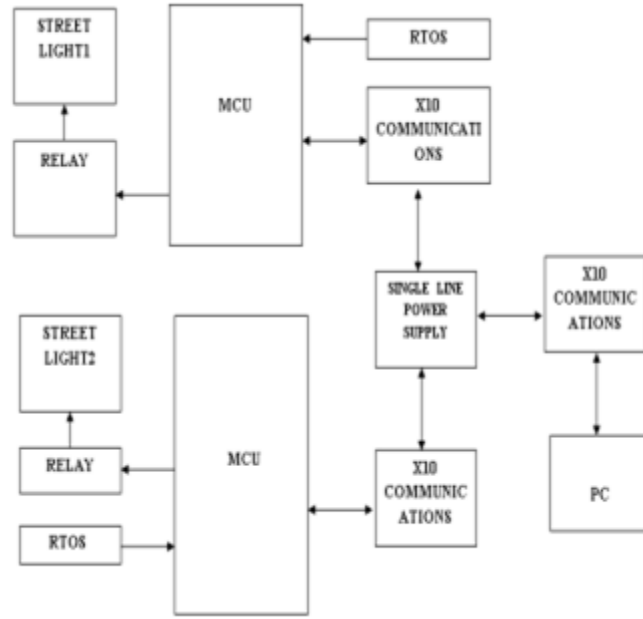 STREET
LIGHT1
RELAY
MCU
RTOS
X10
COMMUNICATI
ONS
SINGLE LINE
POWER
SUPPLY
X10
COMMUNIC
ATIONS
PC
STREET
LIGHT2
RELAY
RTOS
MCU
X10
COMMUNIC
ATIONS